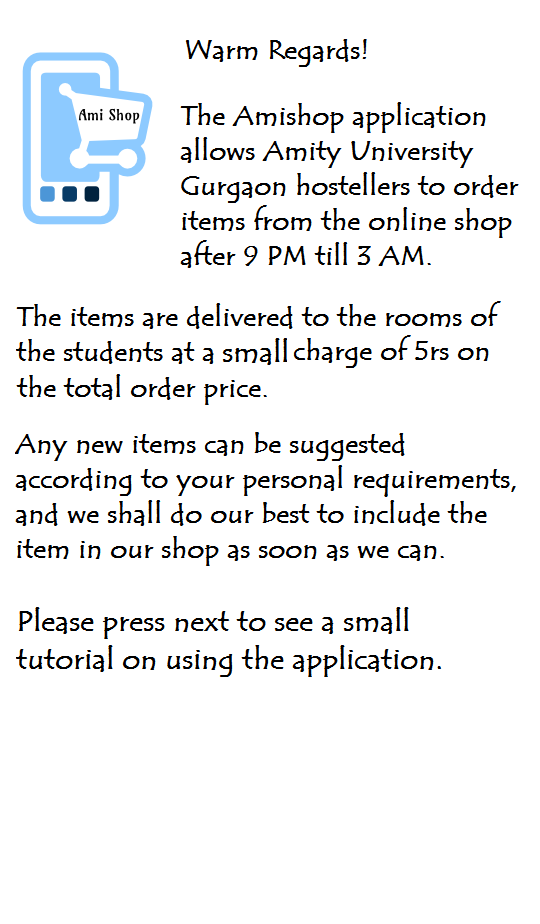 Warm Regards!
Ami Shop
The Amishop application
allows Amity University
Gurgaon hostellers to order
items from the online shop
after 9 PM till 3 AM.
The items are delivered to the rooms of
the students at a small charge of 5rs on
the total order price.
Any new items can be suggested
according to your personal requirements,
and we shall do our best to include the
item in our shop as soon as we can.
Please press next to see a small
tutorial on using the application.